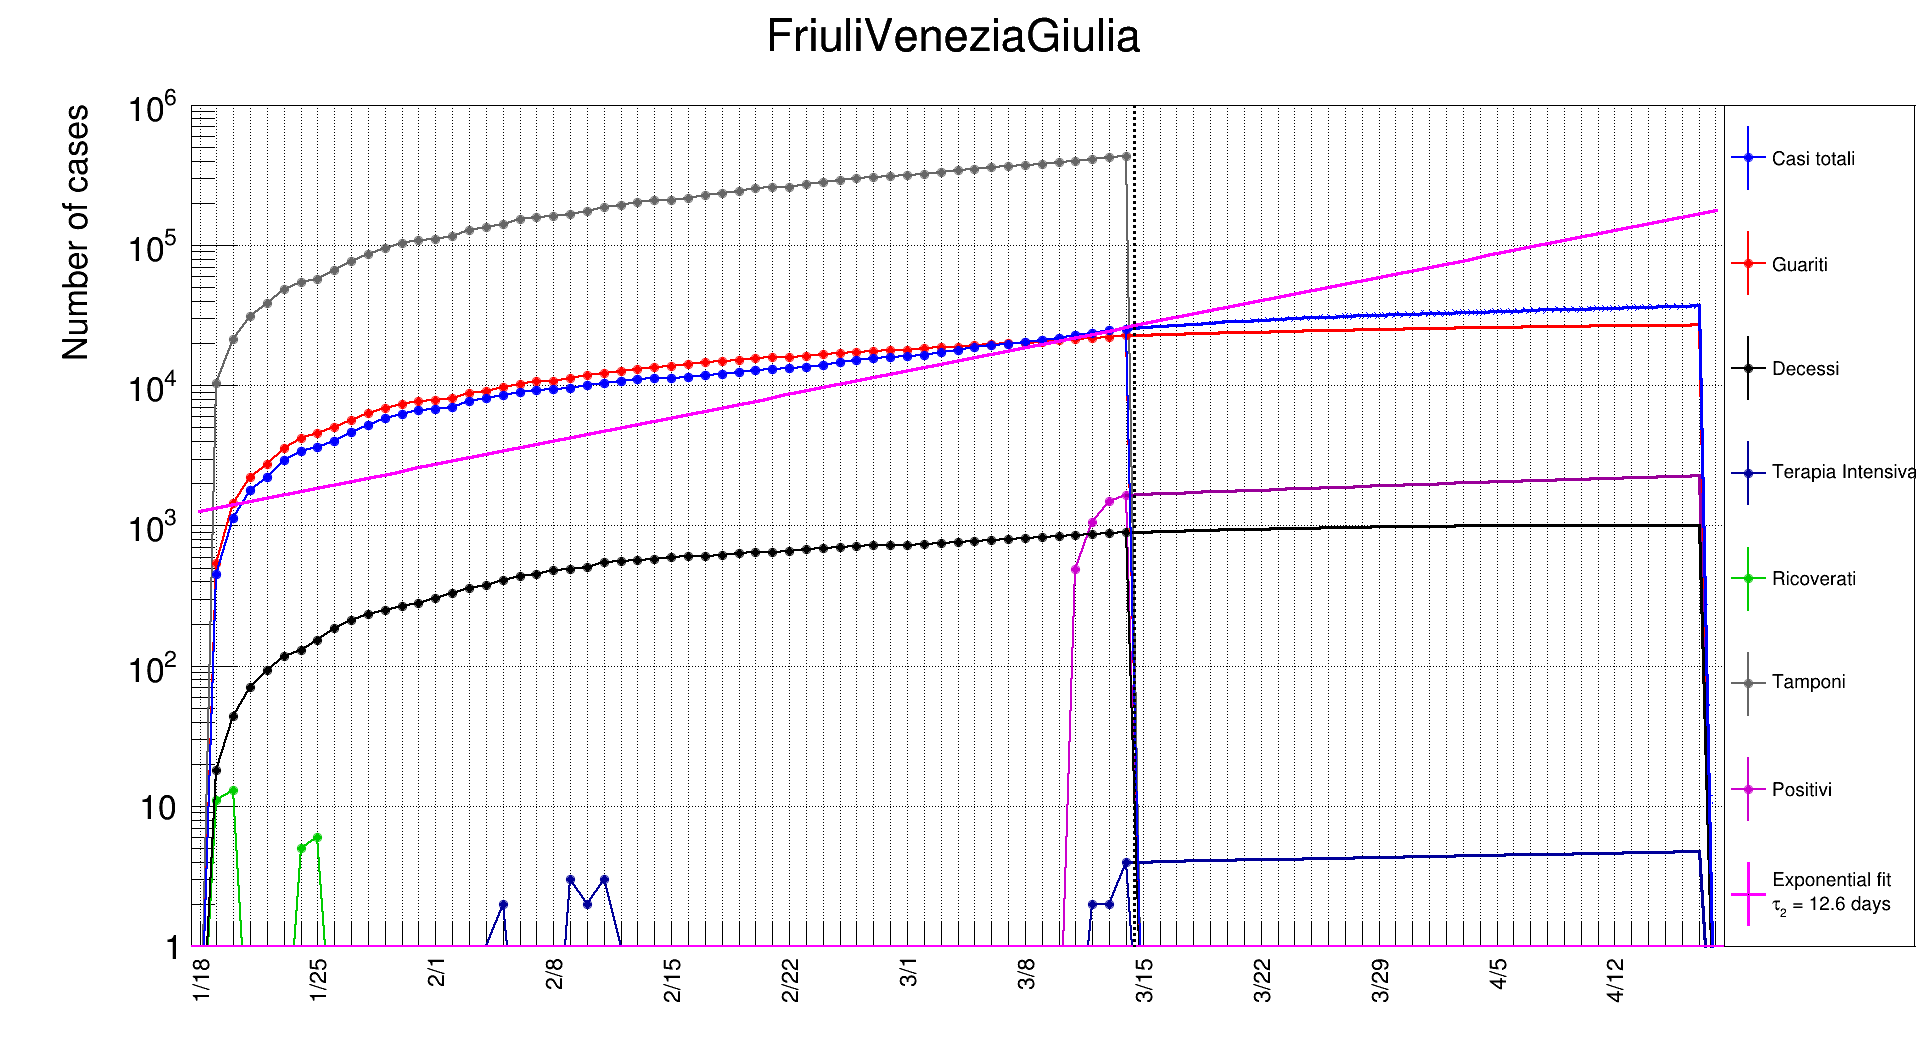 FriuliVeneziaGiulia
Number of cases
10^6
10^5
10^4
10^3
10^2
10
1
1/18
1/25
2/1
2/8
2/15
2/22
3/1
3/8
3/15
3/22
3/29
4/5
4/12
Casi totali
Guariti
Decessi
Terapia Intensiva
Ricoverati
Tamponi
Positivi
Exponential fit
τ_2 = 12.6 days